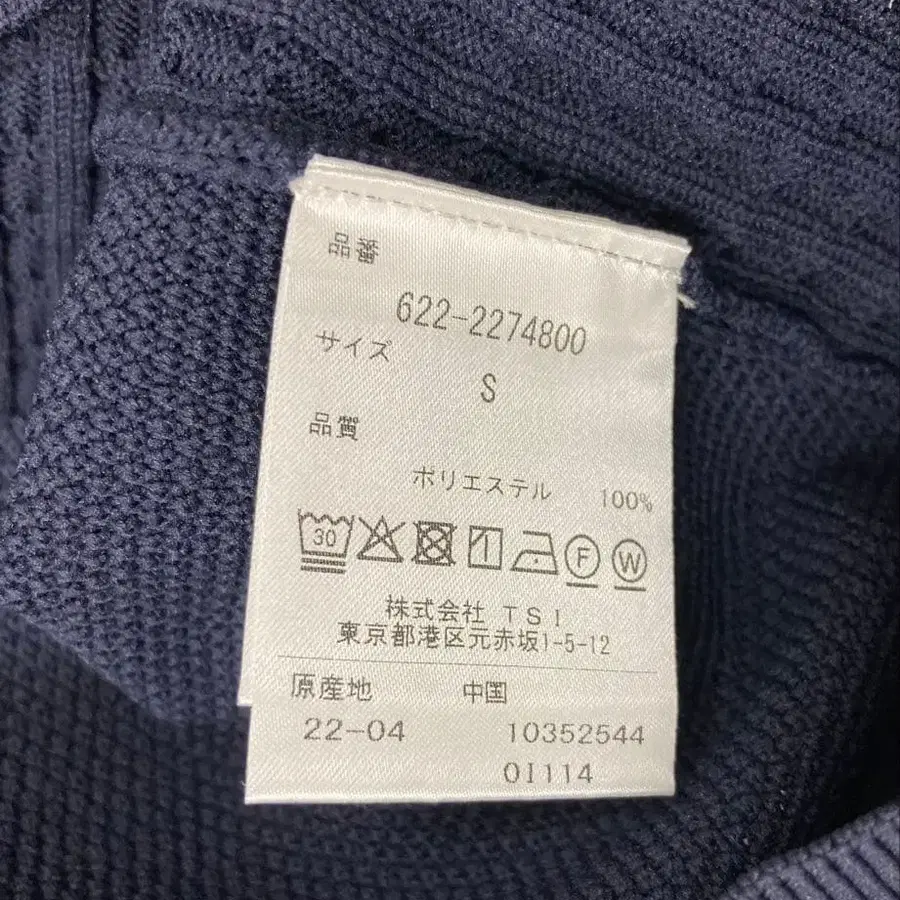 品番
622-2274800
サイズ
S
品質
ポリエステル 100%
30 F W
株式会社 TSI
東京都港区元赤坂1-5-12
原産地 中国
22-04 10352544
0I114